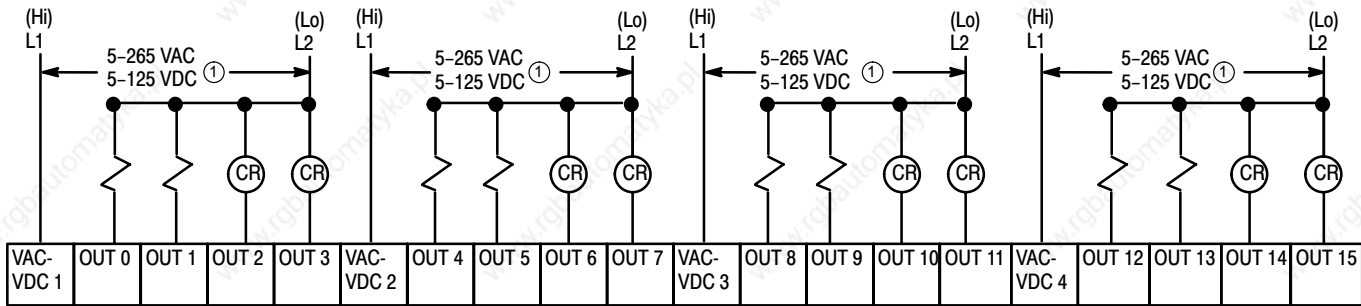 (Hi) (Lo) (Hi) (Lo) (Hi) (Lo) (Hi) (Lo)
L1 L2 L1 L2 L1 L2 L1 L2
5–265 VAC 5–265 VAC 5–265 VAC 5–265 VAC
5–125 VDC ① 5–125 VDC ① 5–125 VDC ① 5–125 VDC ①
CR CR CR CR CR CR CR CR
VAC- OUT 0 OUT 1 OUT 2 OUT 3 VAC- OUT 4 OUT 5 OUT 6 OUT 7 VAC- OUT 8 OUT 9 OUT 10 OUT 11 VAC- OUT 12 OUT 13 OUT 14 OUT 15
VDC 1 VDC 2 VDC 3 VDC 4
www.rgbautomatyka.pl